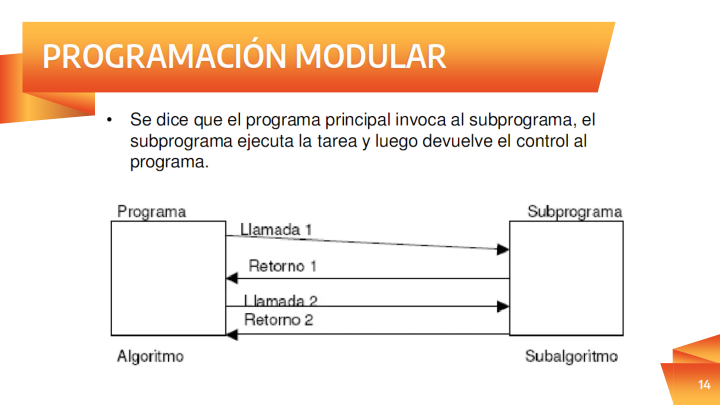 PROGRAMACIÓN MODULAR
• Se dice que el programa principal invoca al subprograma, el
subprograma ejecuta la tarea y luego devuelve el control al
programa.
Programa
Subprograma
Llamada 1
Retorno 1
Llamada 2
Retorno 2
Algoritmo
Subalgoritmo
14